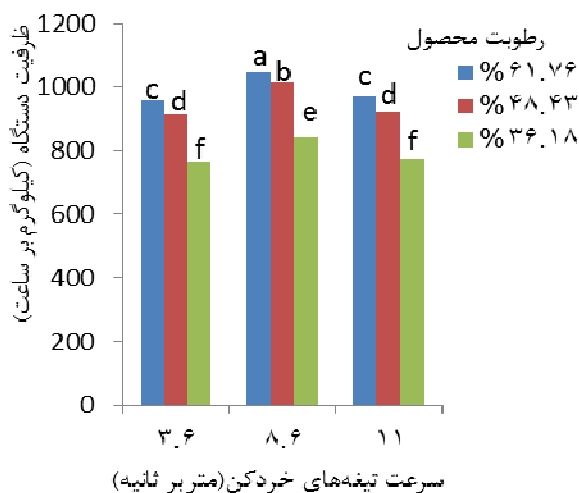 ظرفیت دستگاه (کیلوگرم بر ساعت)
1200
1000
800
600
400
200
0
c d f
a b e
c d f
رطوبت محصول
%۶۱.۷۶
%۴۸.۴۳
%۳۶.۱۸
۳.۶ ۸.۶ ۱۱
سرعت تیغه‌های خردکن(متر بر ثانیه)